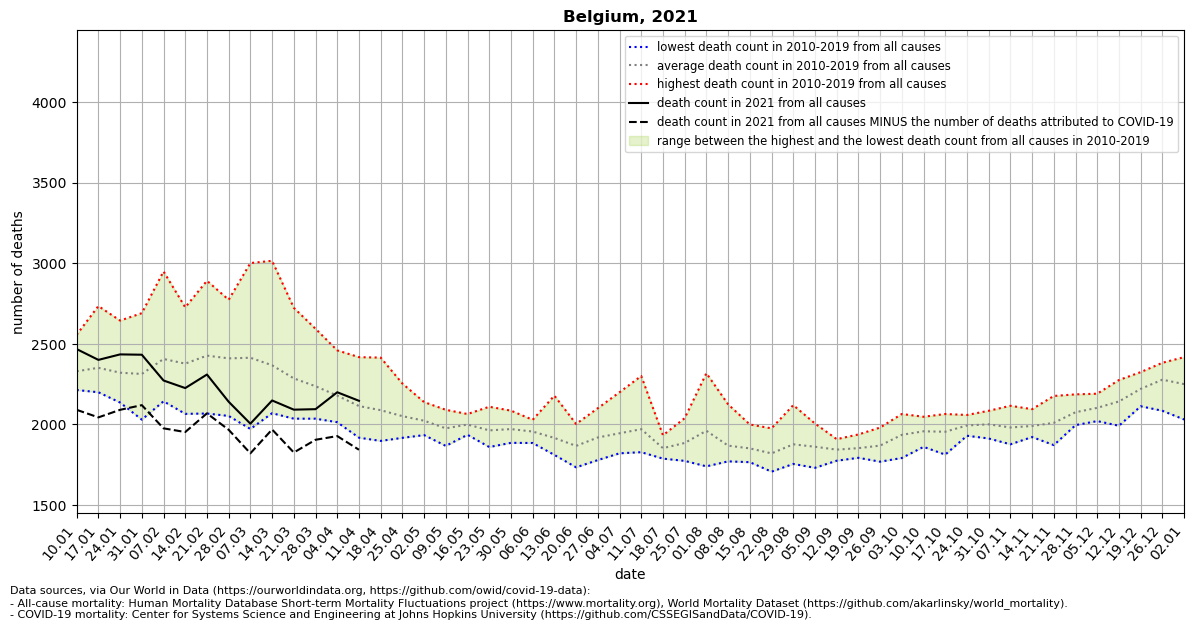 Belgium, 2021
lowest death count in 2010-2019 from all causes
average death count in 2010-2019 from all causes
highest death count in 2010-2019 from all causes
death count in 2021 from all causes
death count in 2021 from all causes MINUS the number of deaths attributed to COVID-19
range between the highest and the lowest death count from all causes in 2010-2019
number of deaths
4000
3500
3000
2500
2000
1500
10.01 17.01 24.01 31.01 07.02 14.02 21.02 28.02 07.03 14.03 21.03 28.03 04.04 11.04 18.04 25.04 02.05 09.05 16.05 23.05 30.05 06.06 13.06 20.06 27.06 04.07 11.07 18.07 25.07 01.08 08.08 15.08 22.08 29.08 05.09 12.09 19.09 26.09 03.10 10.10 17.10 24.10 31.10 07.11 14.11 21.11 28.11 05.12 12.12 19.12 26.12 02.01
date
Data sources, via Our World in Data (https://ourworldindata.org, https://github.com/owid/covid-19-data):
- All-cause mortality: Human Mortality Database Short-term Mortality Fluctuations project (https://www.mortality.org), World Mortality Dataset (https://github.com/akarlinsky/world_mortality).
- COVID-19 mortality: Center for Systems Science and Engineering at Johns Hopkins University (https://github.com/CSSEGISandData/COVID-19).